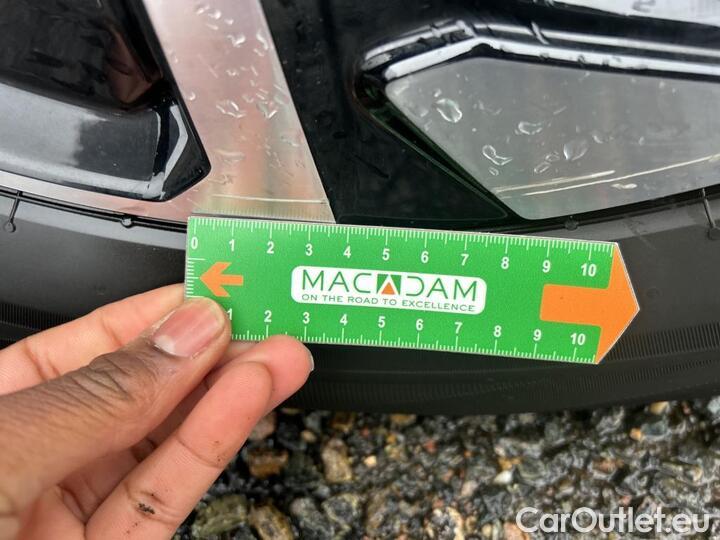 0 1 2 3 4 5 6 7 8 9 10
MACADAM
ON THE ROAD TO EXCELLENCE
1 2 3 4 5 6 7 8 9 10
CarOutlet.eu